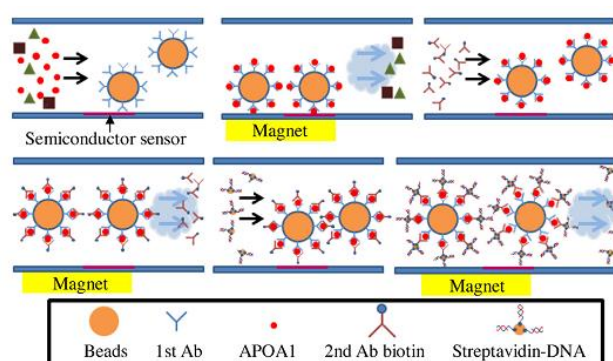 Semiconductor sensor
Magnet
Magnet
Magnet
Beads
1st Ab
APOA1
2nd Ab biotin
Streptavidin-DNA